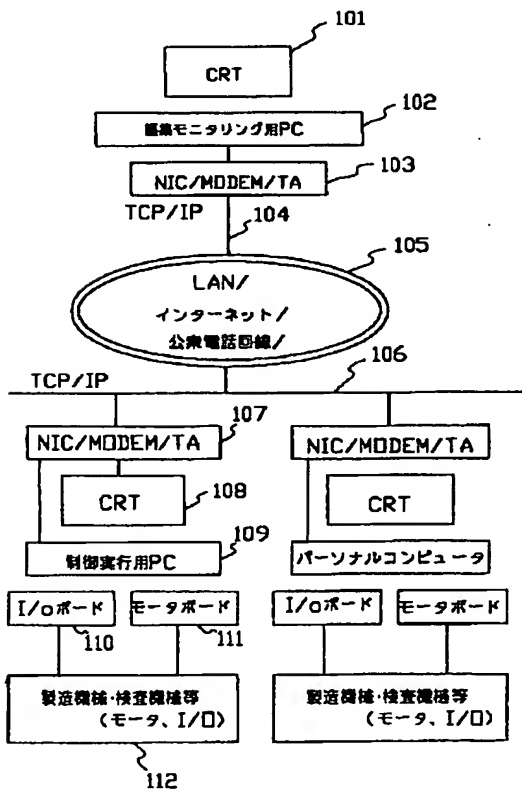 101
CRT
102
編集モニタリング用PC
103
NIC/MODEM/TA
TCP/IP
104
105
LAN/
インターネット/
公衆電話回線/
TCP/IP
106
107
NIC/MODEM/TA
NIC/MODEM/TA
CRT
108
CRT
109
制御実行用PC
パーソナルコンピュータ
I/Oボード
モータボード
I/Oボード
モータボード
110
111
製造機械・検査機械等
(モータ、I/O)
製造機械・検査機械等
(モータ、I/O)
112